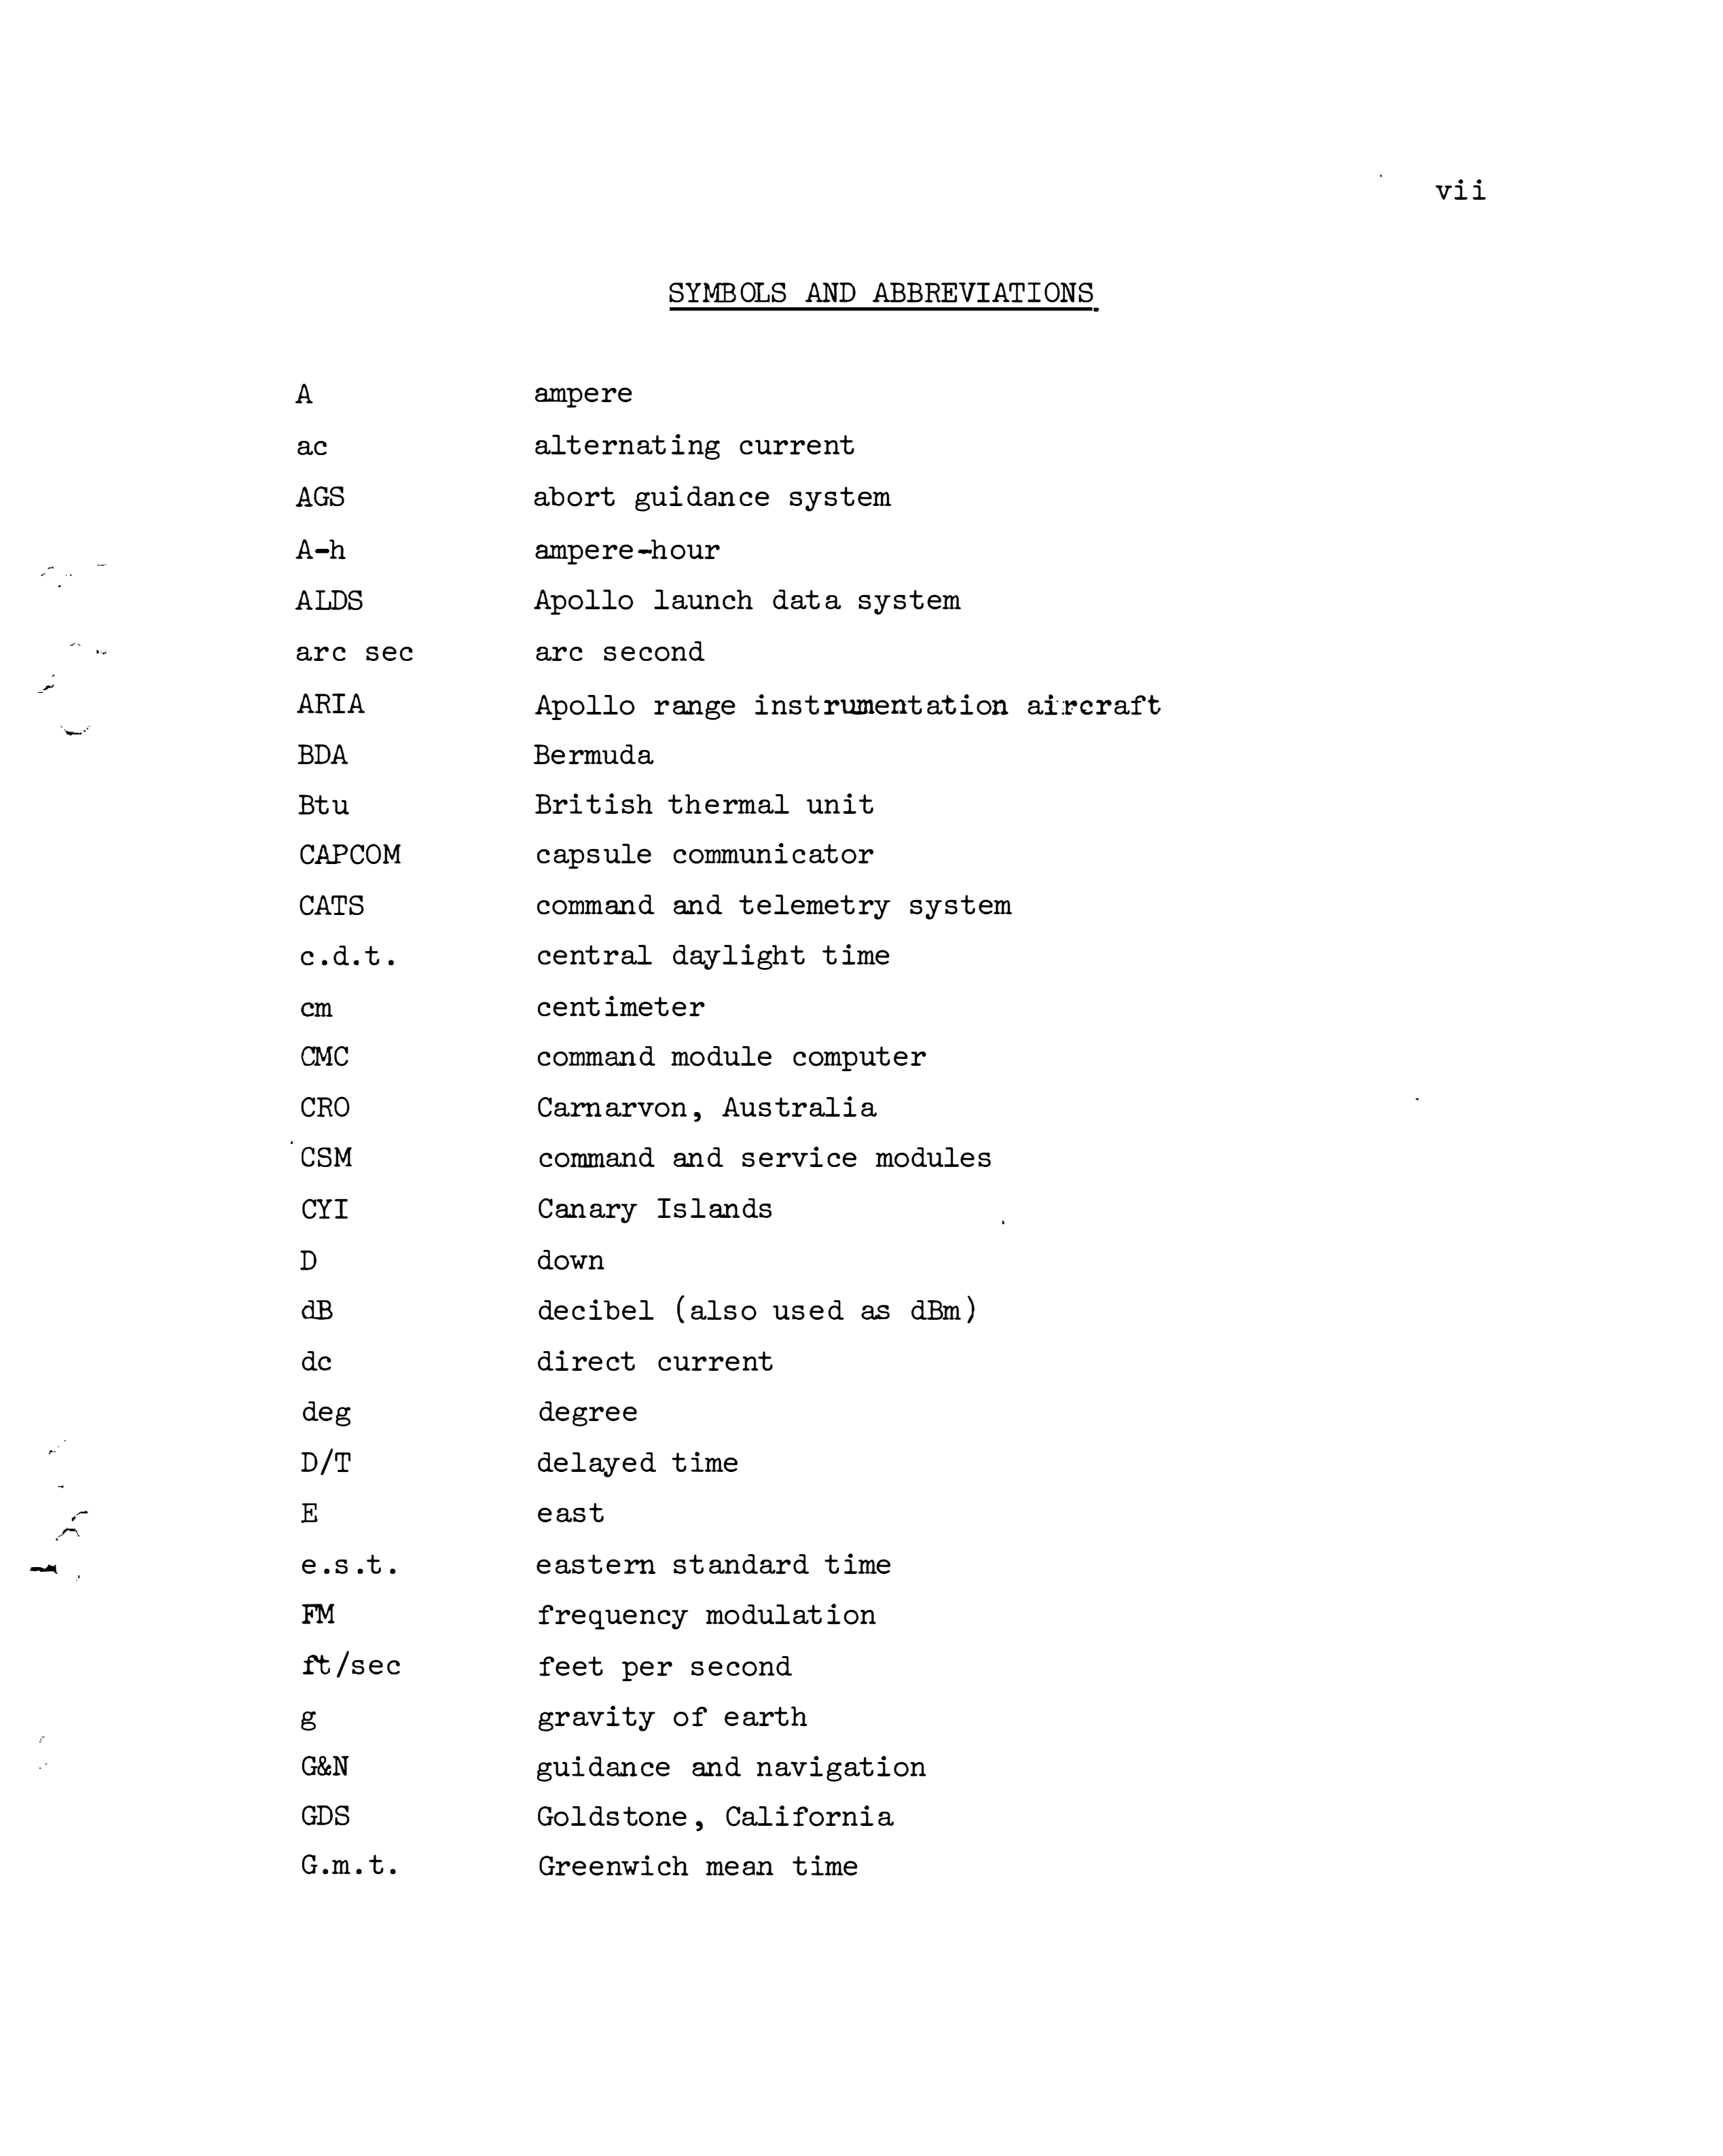 vii
SYMBOLS AND ABBREVIATIONS
A ampere
ac alternating current
AGS abort guidance system
A-h ampere-hour
ALDS Apollo launch data system
arc sec arc second
ARIA Apollo range instrumentation aircraft
BDA Bermuda
Btu British thermal unit
CAPCOM capsule communicator
CATS command and telemetry system
c.d.t. central daylight time
cm centimeter
CMC command module computer
CRO Carnarvon, Australia
CSM command and service modules
CYI Canary Islands
D down
dB decibel (also used as dBm)
dc direct current
deg degree
D/T delayed time
E east
e.s.t. eastern standard time
FM frequency modulation
ft/sec feet per second
g gravity of earth
G&N guidance and navigation
GDS Goldstone, California
G.m.t. Greenwich mean time